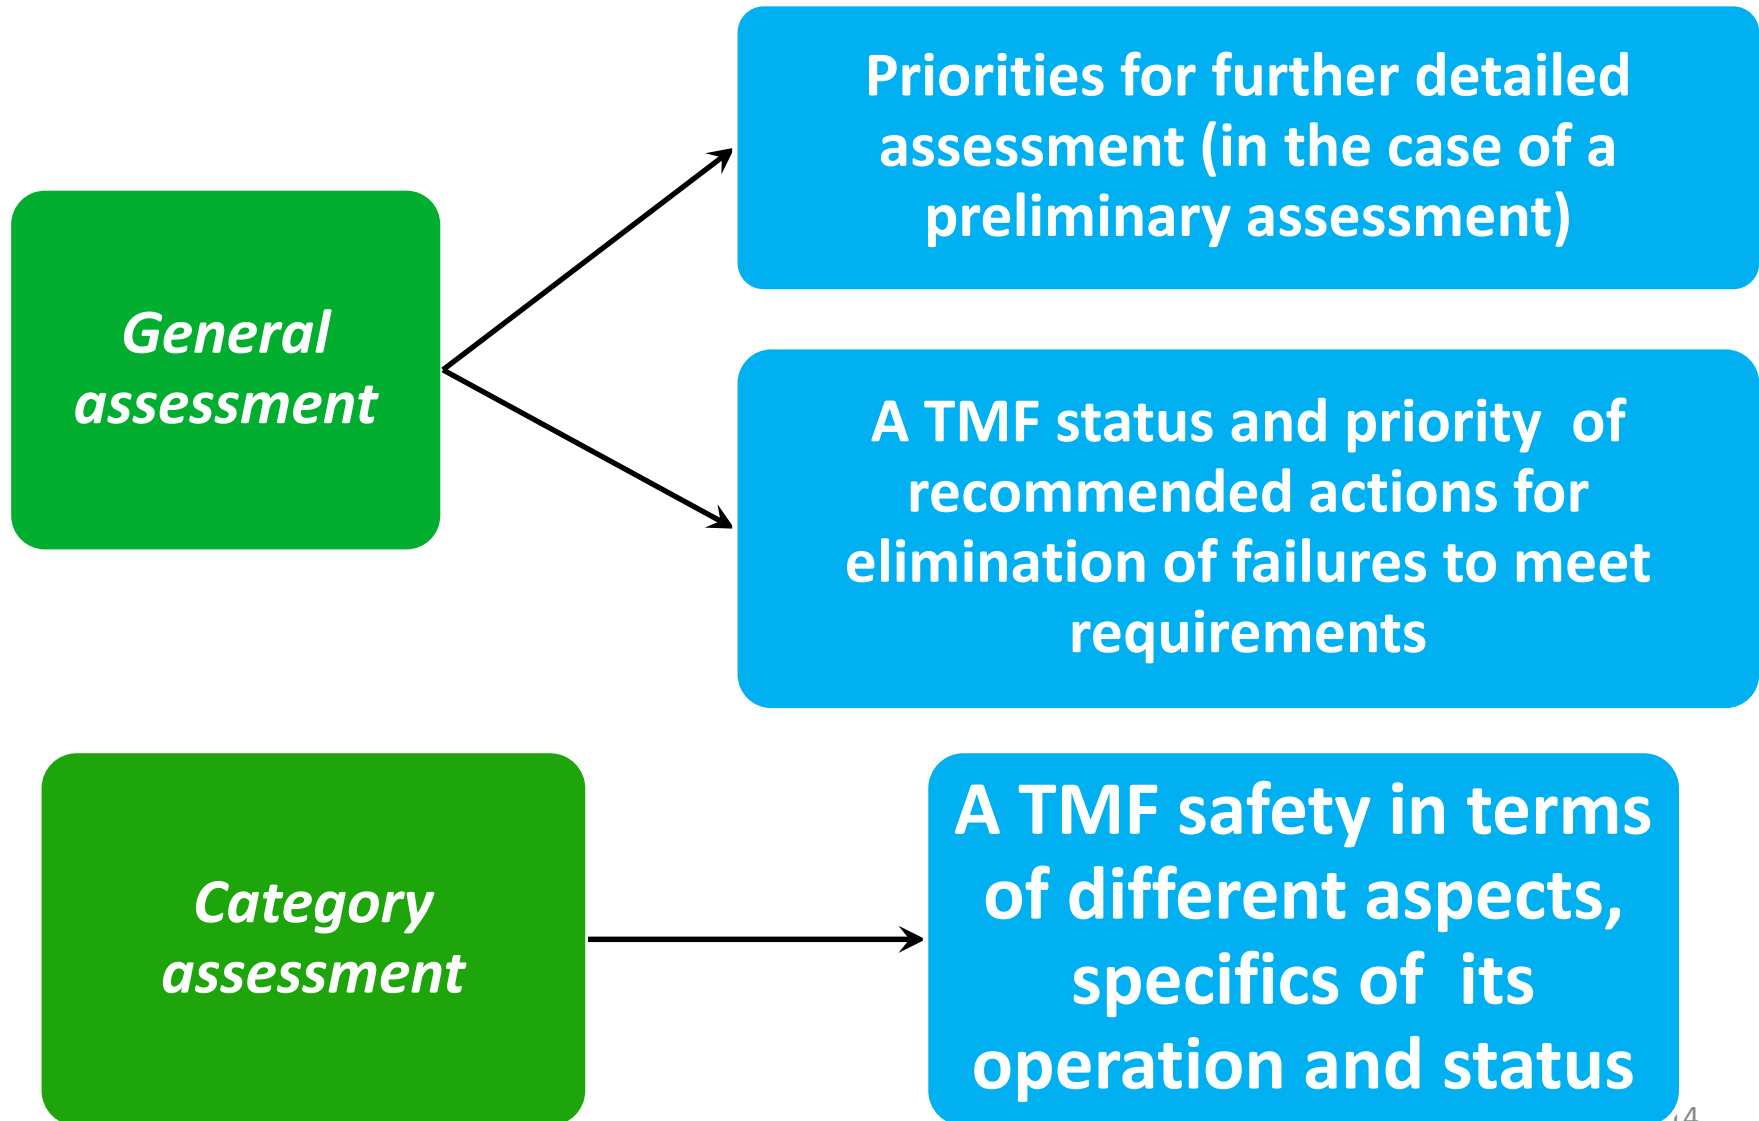 Priorities for further detailed
assessment (in the case of a
preliminary assessment)
General
assessment
A TMF status and priority  of
recommended actions for
elimination of failures to meet
requirements
Category
assessment
A TMF safety in terms
of different aspects,
specifics of  its
operation and status